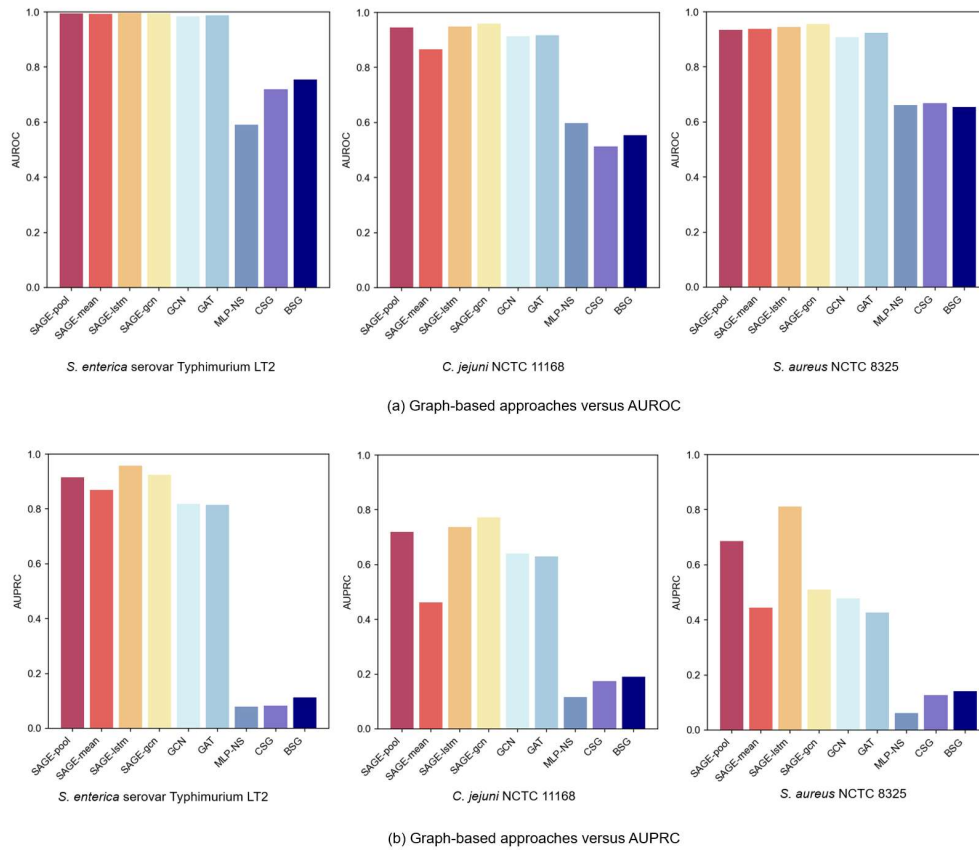 AUROC
1.0
0.8
0.6
0.4
0.2
0.0
SAGE-pool
SAGE-mean
SAGE-lstm
SAGE-gcn
GCN
GAT
MLP-NS
CSG
BSG
S. enterica serovar Typhimurium LT2
AUROC
1.0
0.8
0.6
0.4
0.2
0.0
SAGE-pool
SAGE-mean
SAGE-lstm
SAGE-gcn
GCN
GAT
MLP-NS
CSG
BSG
C. jejuni NCTC 11168
AUROC
1.0
0.8
0.6
0.4
0.2
0.0
SAGE-pool
SAGE-mean
SAGE-lstm
SAGE-gcn
GCN
GAT
MLP-NS
CSG
BSG
S. aureus NCTC 8325
(a) Graph-based approaches versus AUROC
AUPRC
1.0
0.8
0.6
0.4
0.2
0.0
SAGE-pool
SAGE-mean
SAGE-lstm
SAGE-gcn
GCN
GAT
MLP-NS
CSG
BSG
S. enterica serovar Typhimurium LT2
AUPRC
1.0
0.8
0.6
0.4
0.2
0.0
SAGE-pool
SAGE-mean
SAGE-lstm
SAGE-gcn
GCN
GAT
MLP-NS
CSG
BSG
C. jejuni NCTC 11168
AUPRC
1.0
0.8
0.6
0.4
0.2
0.0
SAGE-pool
SAGE-mean
SAGE-lstm
SAGE-gcn
GCN
GAT
MLP-NS
CSG
BSG
S. aureus NCTC 8325
(b) Graph-based approaches versus AUPRC